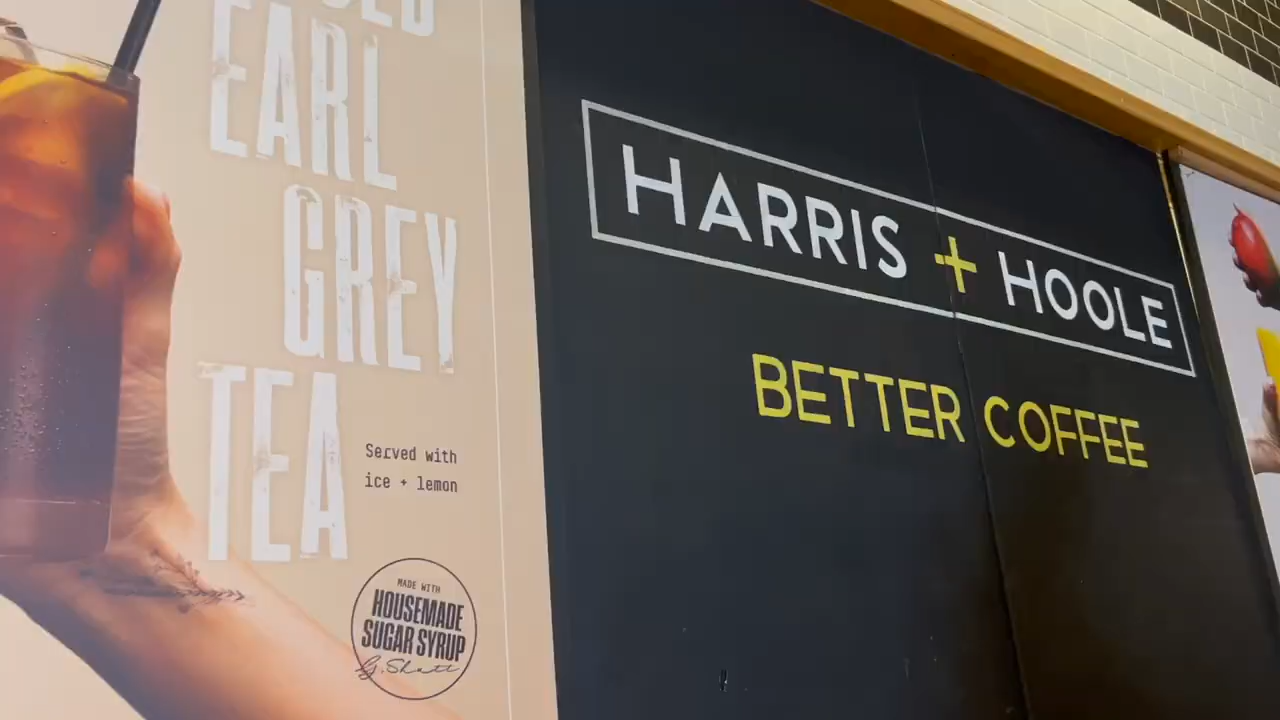 EARL
GREY
TEA
Served with
ice + lemon
MADE WITH
HOUSEMADE
SUGAR SYRUP
HARRIS + HOOLE
BETTER COFFEE